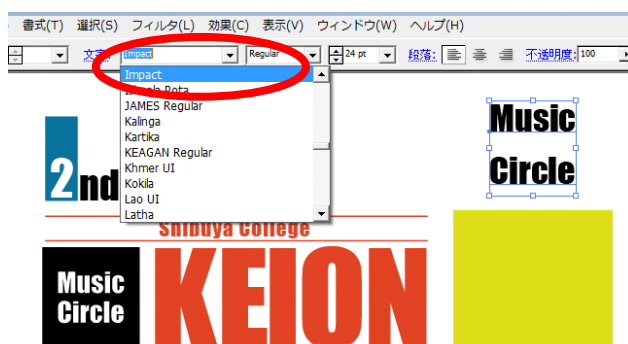 書式(T) 選択(S) フィルタ(L) 効果(C) 表示(V) ウィンドウ(W) ヘルプ(H)
文字: Impact Regular 24 pt 段落: 不透明度: 100
Impact
JAMES Regular
Kalinga
Kartika
KEAGAN Regular
Khmer UI
Kokila
Lao UI
Latha
Music
Circle
2nd
Shibuya College
KEION
Music
Circle